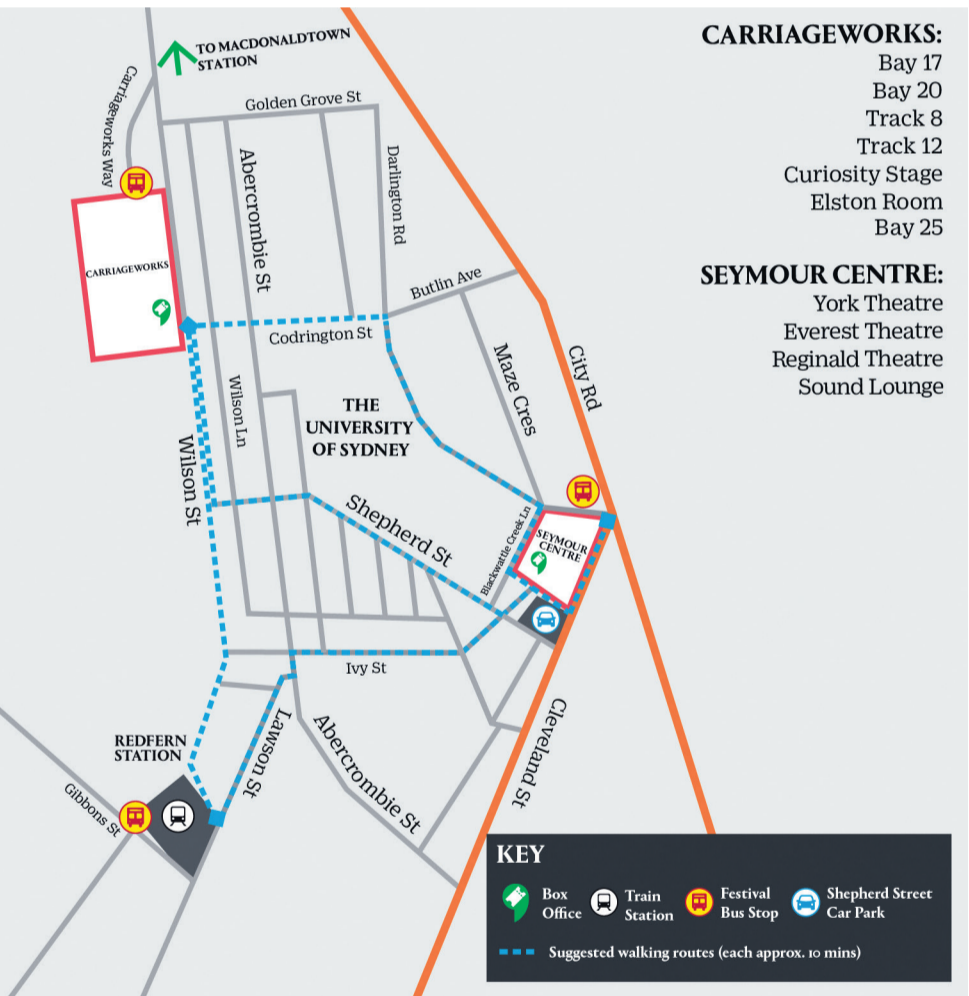 TO MACDONALDTOWN
STATION
CARRIAGEWORKS:
Bay 17
Bay 20
Track 8
Track 12
Curiosity Stage
Elston Room
Bay 25
SEYMOUR CENTRE:
York Theatre
Everest Theatre
Reginald Theatre
Sound Lounge
Carriageworks Way
Golden Grove St
Abercrombie St
Darlington Rd
CARRIAGEWORKS
Butlin Ave
Codrington St
Maze Cres
City Rd
Wilson Ln
THE
UNIVERSITY
OF SYDNEY
Wilson St
Shepherd St
Blackwattle Creek Ln
SEYMOUR
CENTRE
Ivy St
Lawson St
Abercrombie St
Cleveland St
REDFERN
STATION
Gibbons St
KEY
Box
Office
Train
Station
Festival
Bus Stop
Shepherd Street
Car Park
Suggested walking routes (each approx. 10 mins)